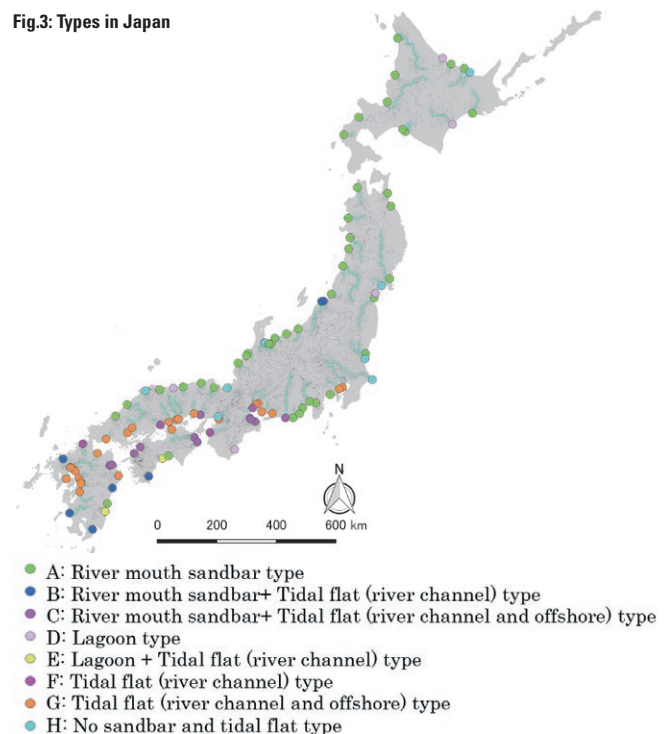 Fig.3: Types in Japan
N
0 200 400 600 km
A: River mouth sandbar type
B: River mouth sandbar+ Tidal flat (river channel) type
C: River mouth sandbar+ Tidal flat (river channel and offshore) type
D: Lagoon type
E: Lagoon + Tidal flat (river channel) type
F: Tidal flat (river channel) type
G: Tidal flat (river channel and offshore) type
H: No sandbar and tidal flat type